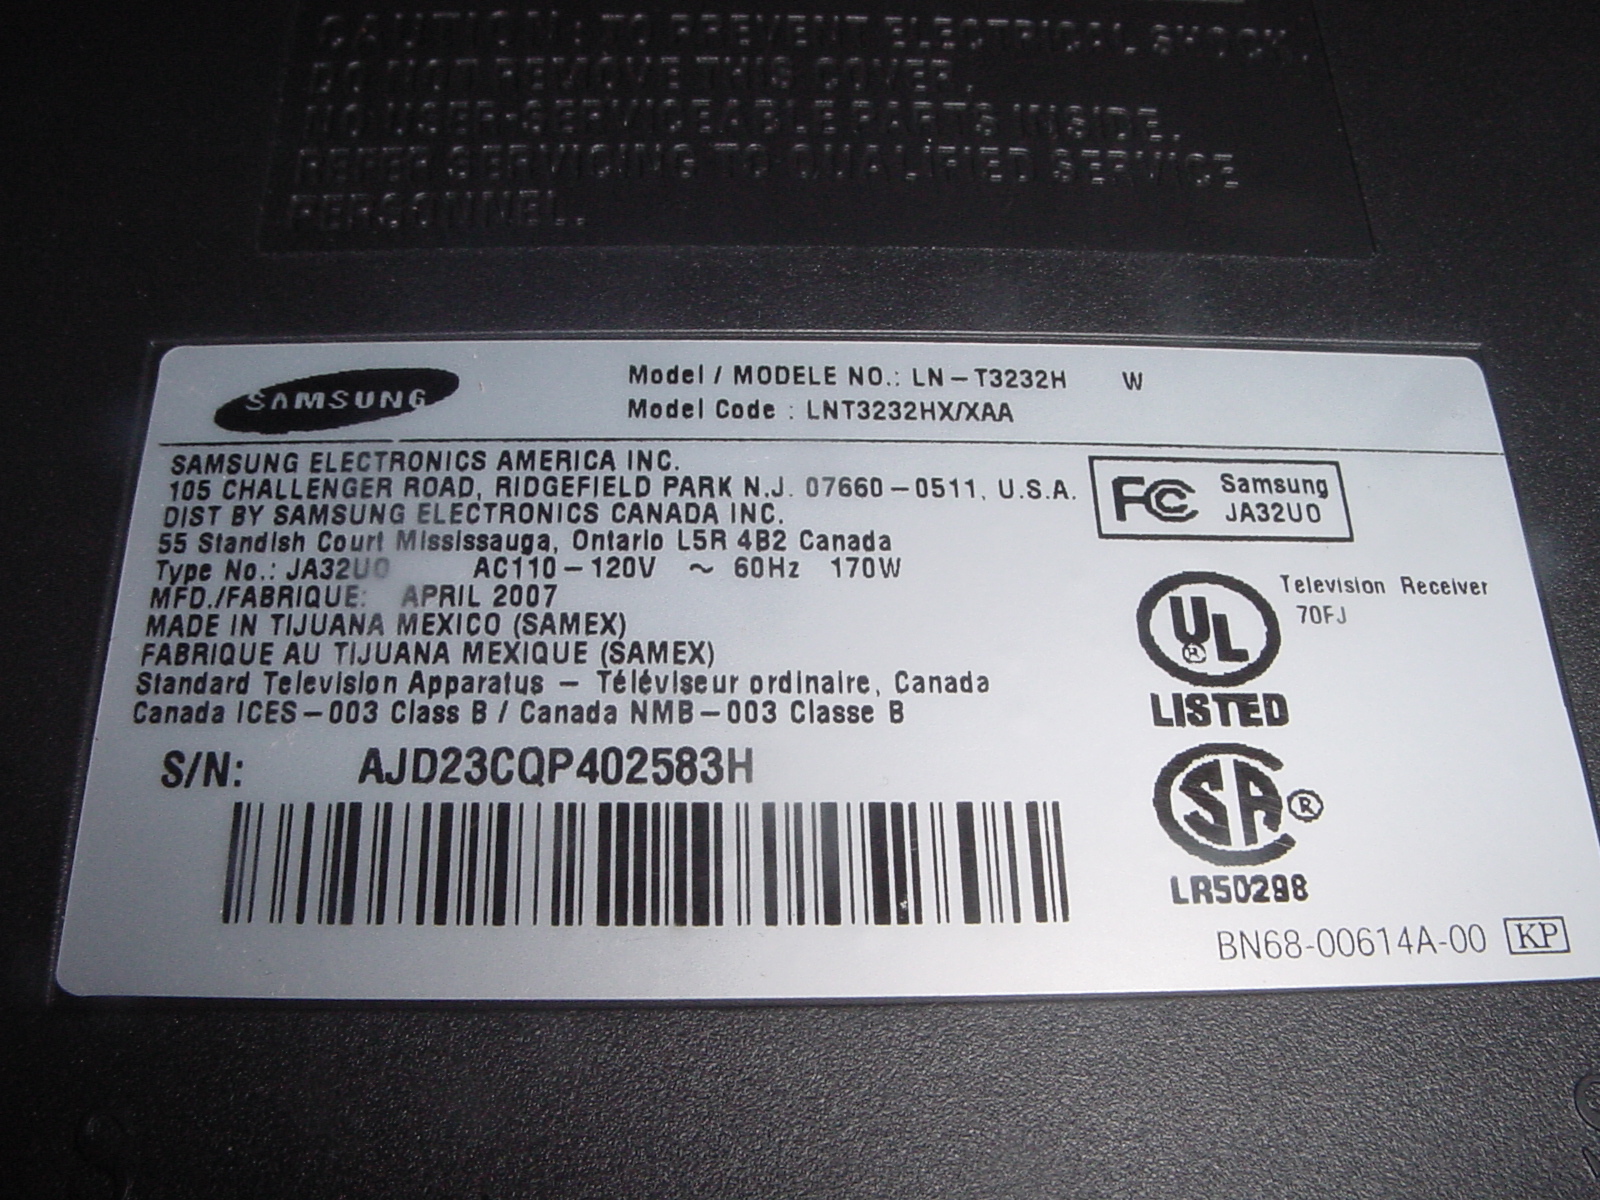 CAUTION: TO PREVENT ELECTRICAL SHOCK,
DO NOT REMOVE THIS COVER.
NO USER-SERVICEABLE PARTS INSIDE.
REFER SERVICING TO QUALIFIED SERVICE
PERSONNEL.
SAMSUNG
Model / MODELE NO.: LN-T3232H W
Model Code : LNT3232HX/XAA
SAMSUNG ELECTRONICS AMERICA INC.
105 CHALLENGER ROAD, RIDGEFIELD PARK N.J. 07660-0511, U.S.A.
DIST BY SAMSUNG ELECTRONICS CANADA INC.
55 Standish Court Mississauga, Ontario L5R 4B2 Canada
Type No.: JA32UO AC110-120V ~ 60Hz 170W
MFD./FABRIQUE: APRIL 2007
MADE IN TIJUANA MEXICO (SAMEX)
FABRIQUE AU TIJUANA MEXIQUE (SAMEX)
Standard Television Apparatus - Téléviseur ordinaire, Canada
Canada ICES-003 Class B / Canada NMB-003 Classe B
S/N: AJD23CQP402583H
FC Samsung
JA32UO
UL ®
LISTED
Television Receiver
70FJ
SA ®
LR50298
BN68-00614A-00 KP